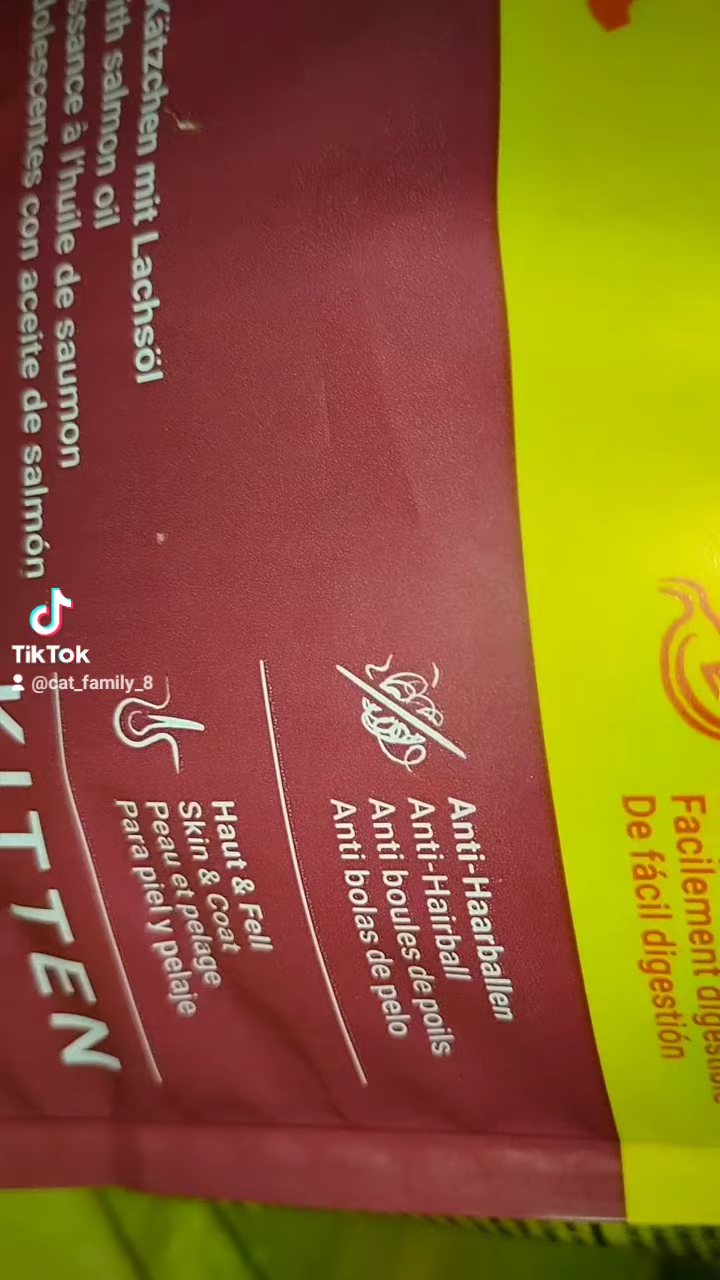 Kätzchen mit Lachsöl
ith salmon oil
ssance à l'huile de saumon
dolescentes con aceite de salmón
KITTEN
Anti-Haarballen
Anti-Hairball
Anti boules de poils
Anti bolas de pelo
Haut & Fell
Skin & Coat
Peau et pelage
Para piel y pelaje
Facilement digestible
De fácil digestión
TikTok
@cat_family_8